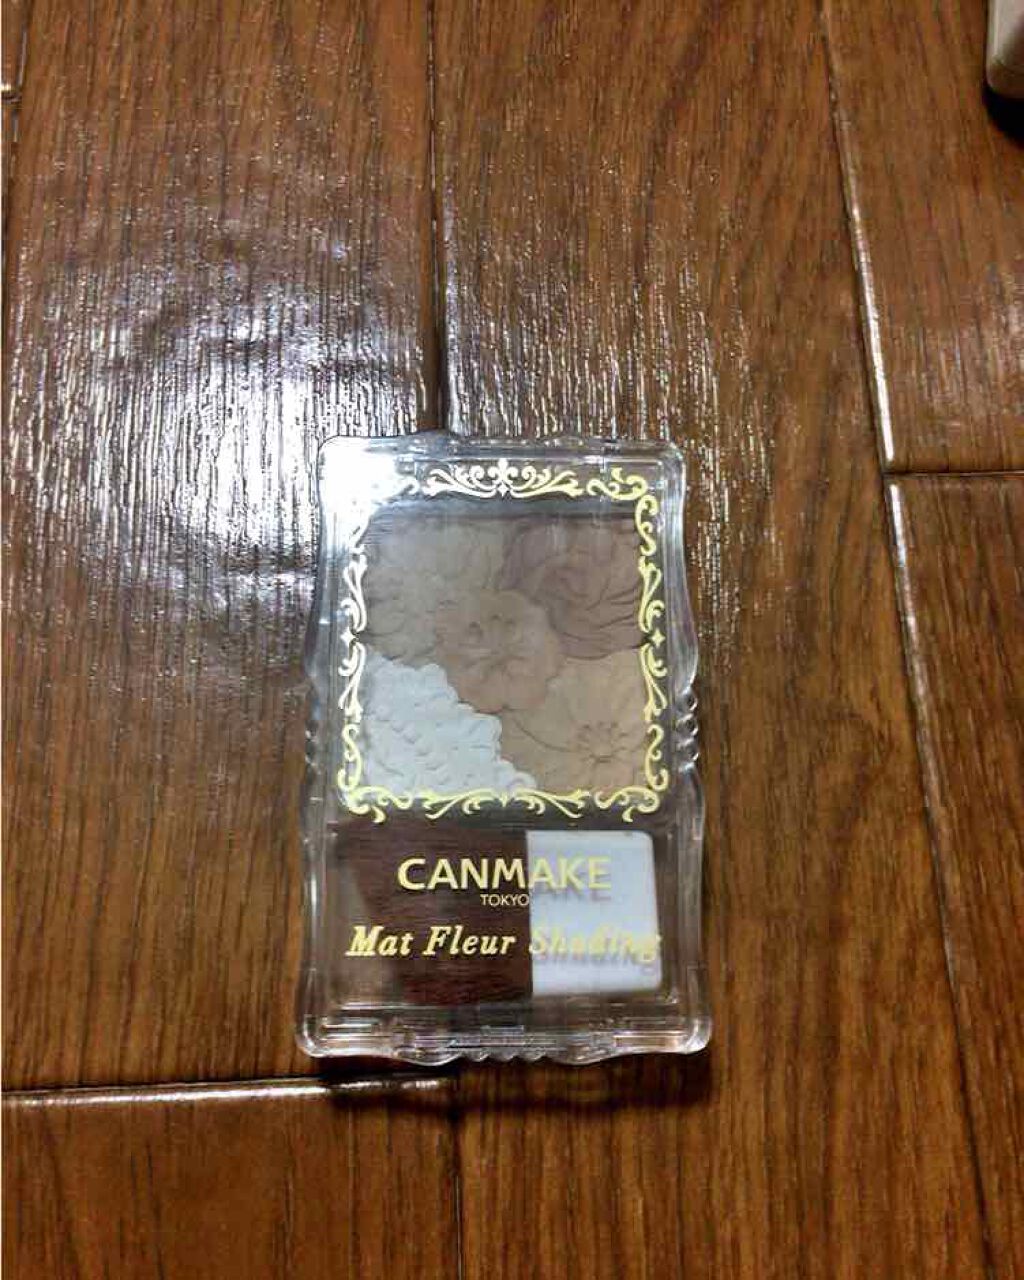 CANMAKE
TOKYO
Mat Fleur Shading